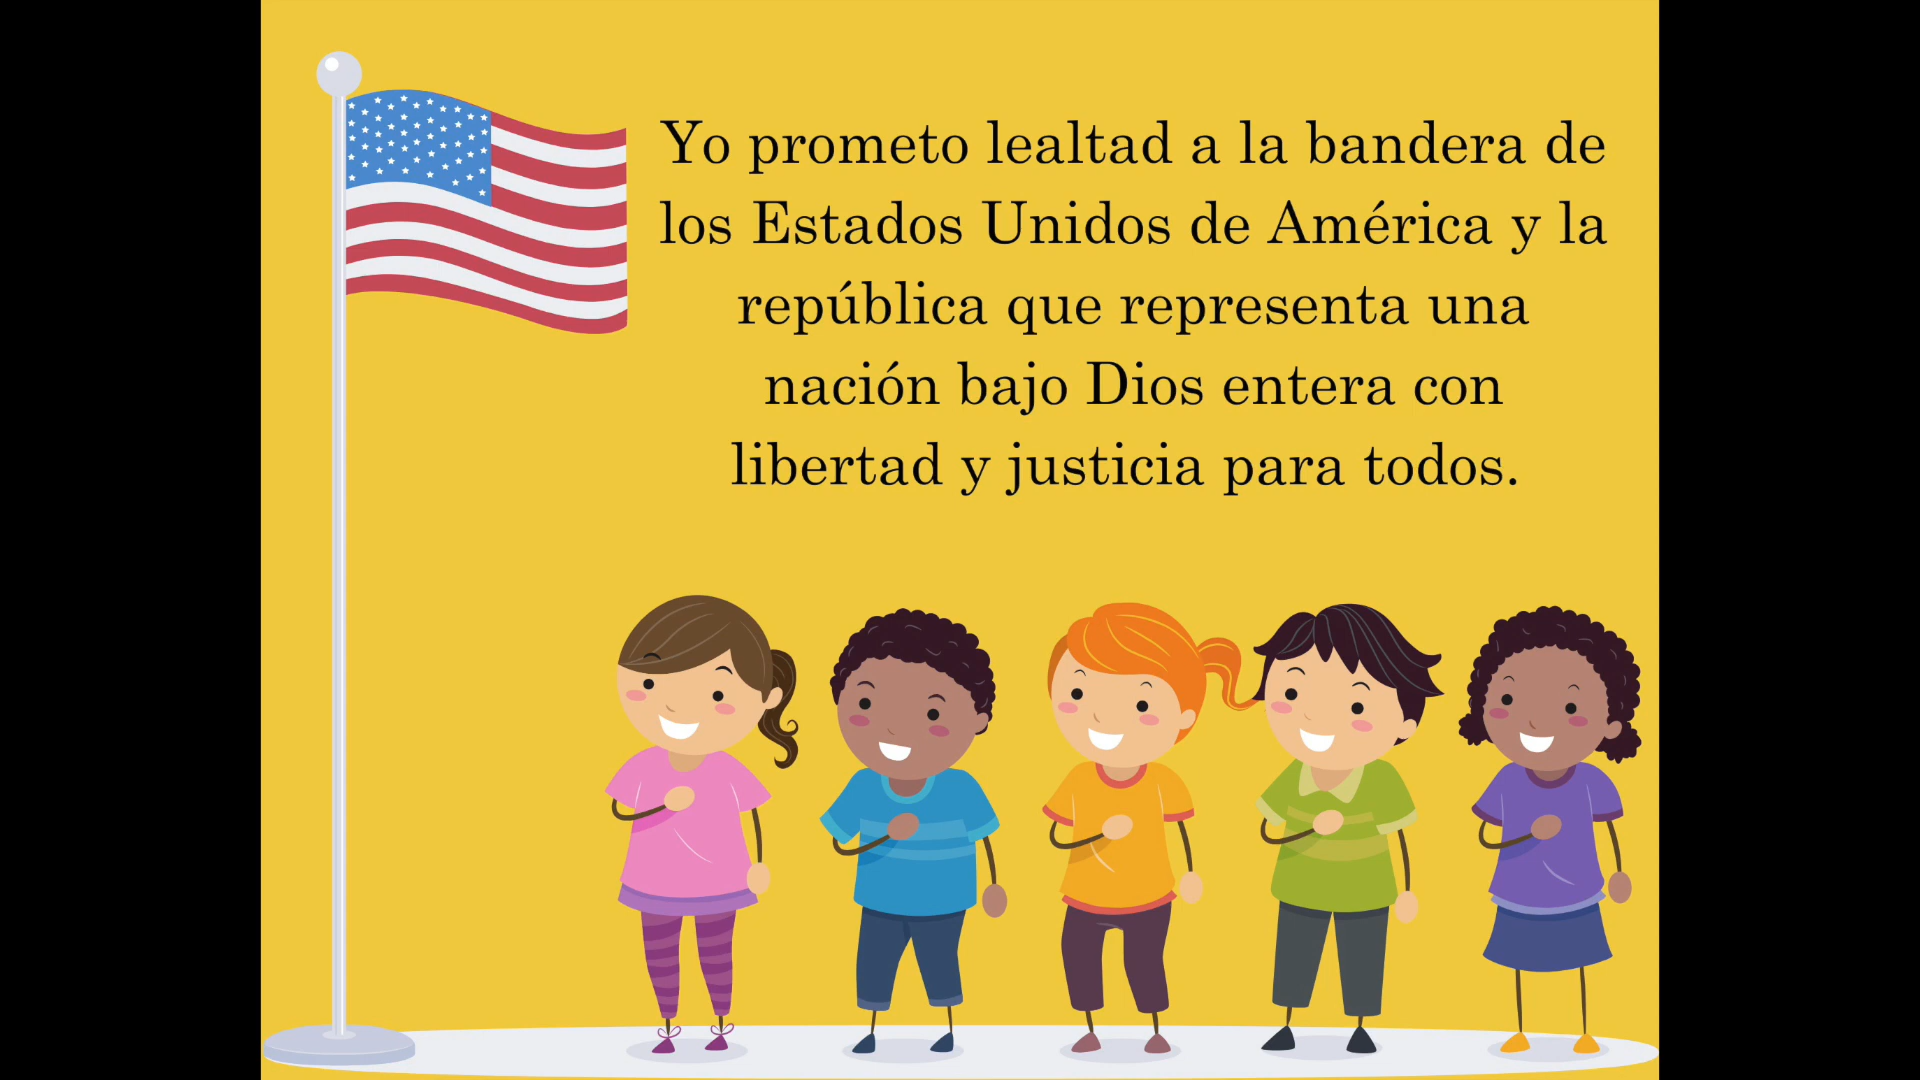 Yo prometo lealtad a la bandera de
los Estados Unidos de América y la
república que representa una
nación bajo Dios entera con
libertad y justicia para todos.